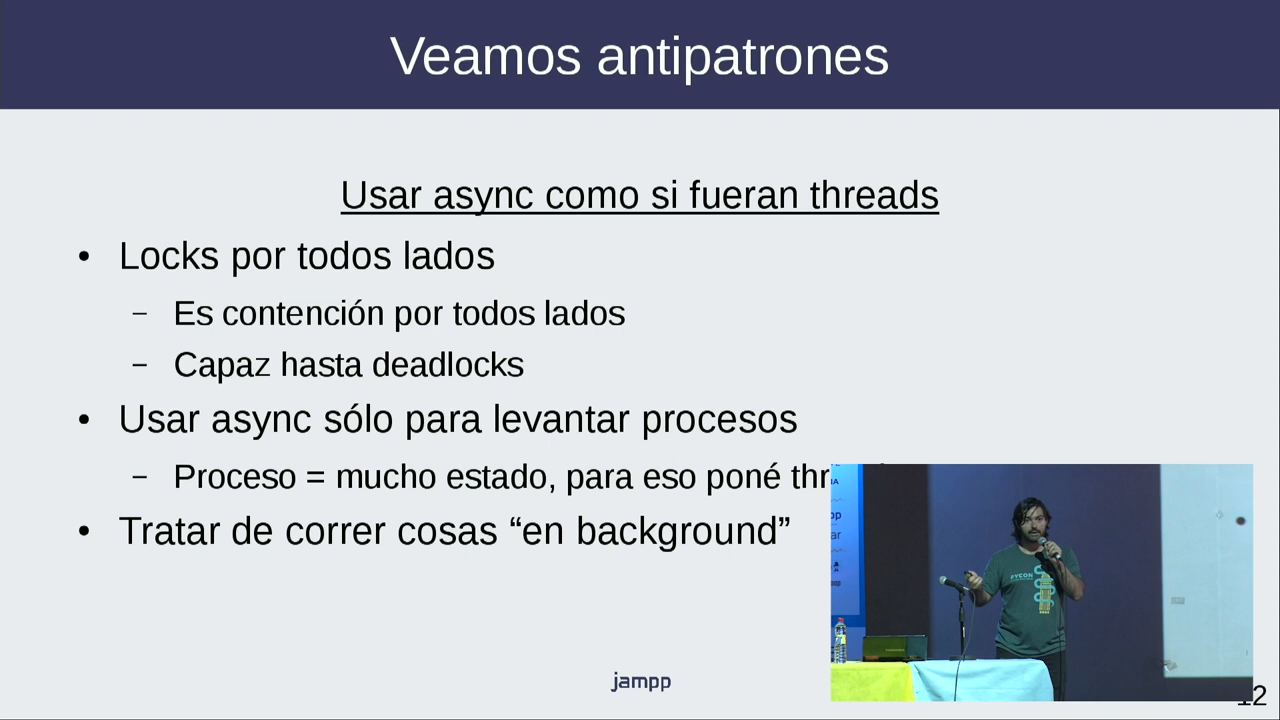 Veamos antipatrones
Usar async como si fueran threads
• Locks por todos lados
– Es contención por todos lados
– Capaz hasta deadlocks
• Usar async sólo para levantar procesos
– Proceso = mucho estado, para eso poné
• Tratar de correr cosas “en background”
PYCON
jampp
12